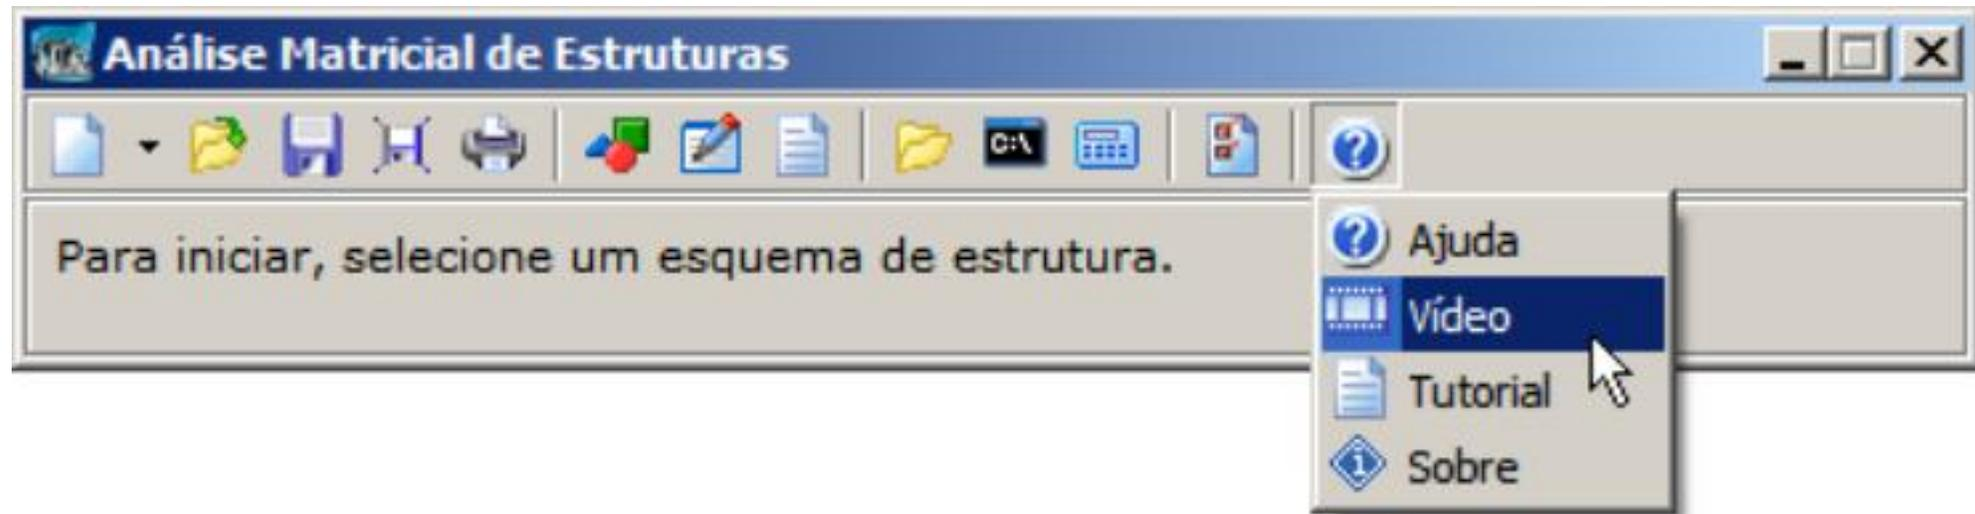 Análise Matricial de Estruturas
C:\
Para iniciar, selecione um esquema de estrutura.
Ajuda
Vídeo
Tutorial
Sobre